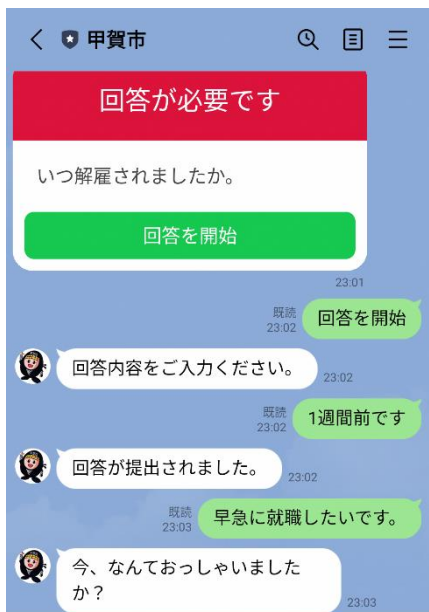 甲賀市
回答が必要です
いつ解雇されましたか。
回答を開始
23:01
既読
23:02
回答を開始
回答内容をご入力ください。
23:02
既読
23:02
1週間前です
回答が提出されました。
23:02
既読
23:03
早急に就職したいです。
今、なんておっしゃいました
か？
23:03